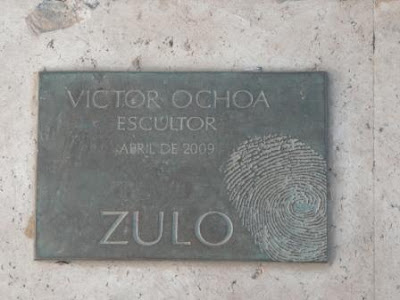 VICTOR OCHOA
ESCULTOR
ABRIL DE 2009
ZULO